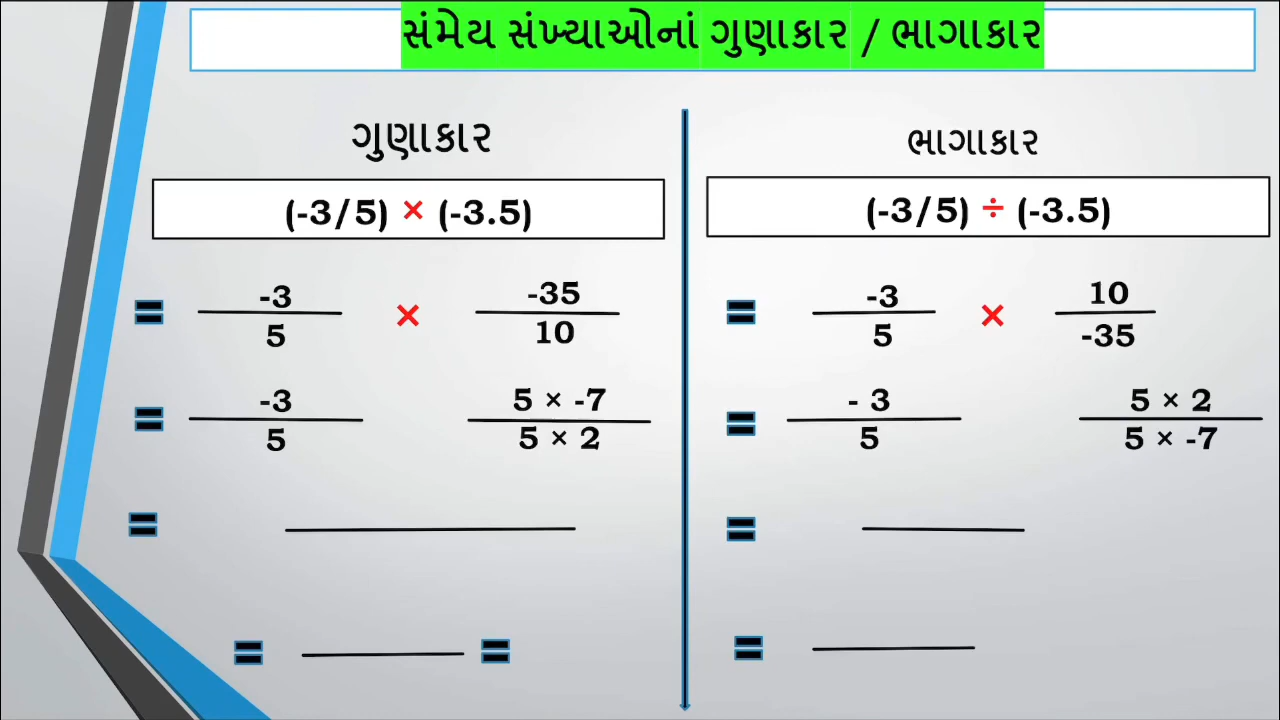 સંમેય સંખ્યાઓનાં ગુણાકાર / ભાગાકાર
ગુણાકાર
(-3/5) × (-3.5)
= -3/5 × -35/10
= -3/5 5 × -7/5 × 2
=
= =
ભાગાકાર
(-3/5) ÷ (-3.5)
= -3/5 × 10/-35
= - 3/5 5 × 2/5 × -7
=
=